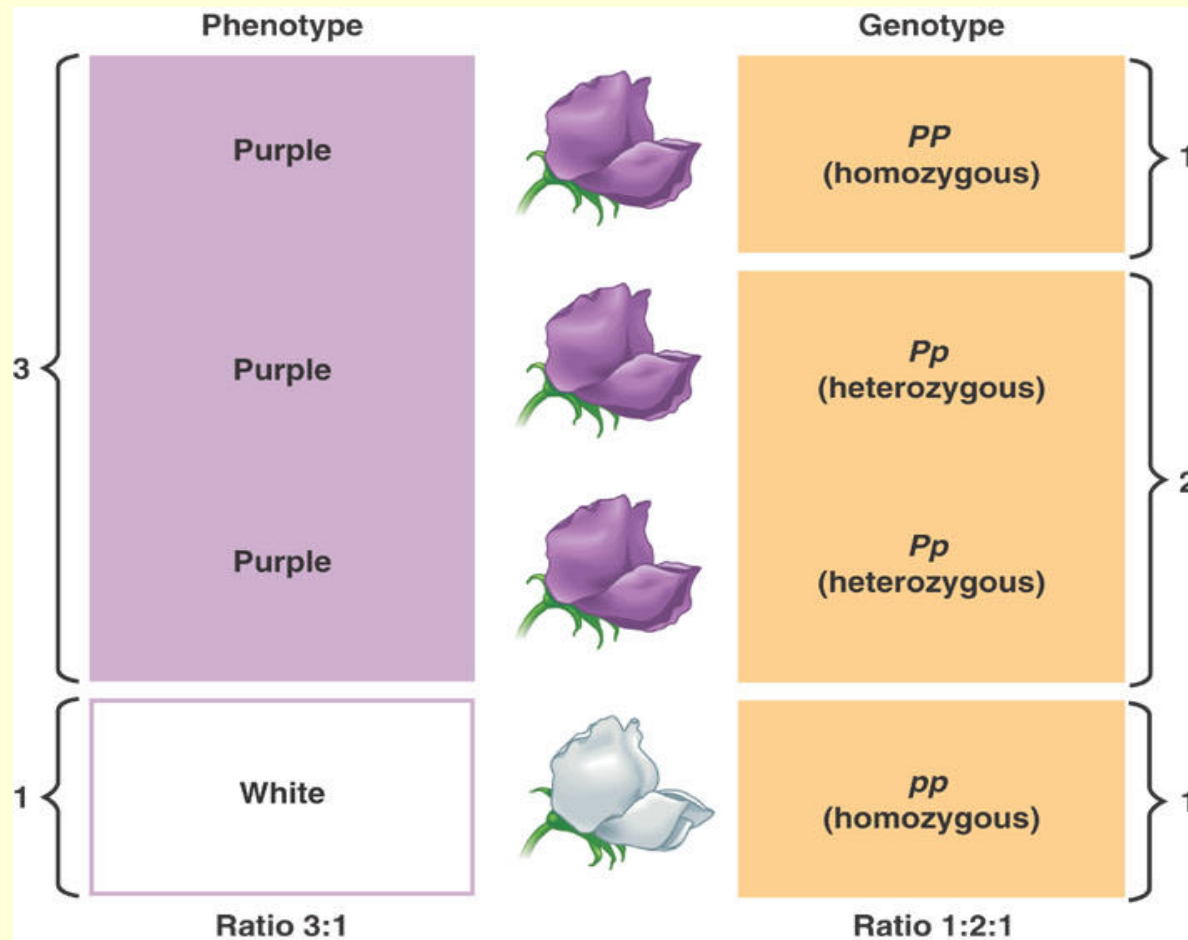 Phenotype
Genotype
3
Purple
PP
(homozygous)
1
Purple
Pp
(heterozygous)
2
Purple
Pp
(heterozygous)
1
White
pp
(homozygous)
1
Ratio 3:1
Ratio 1:2:1